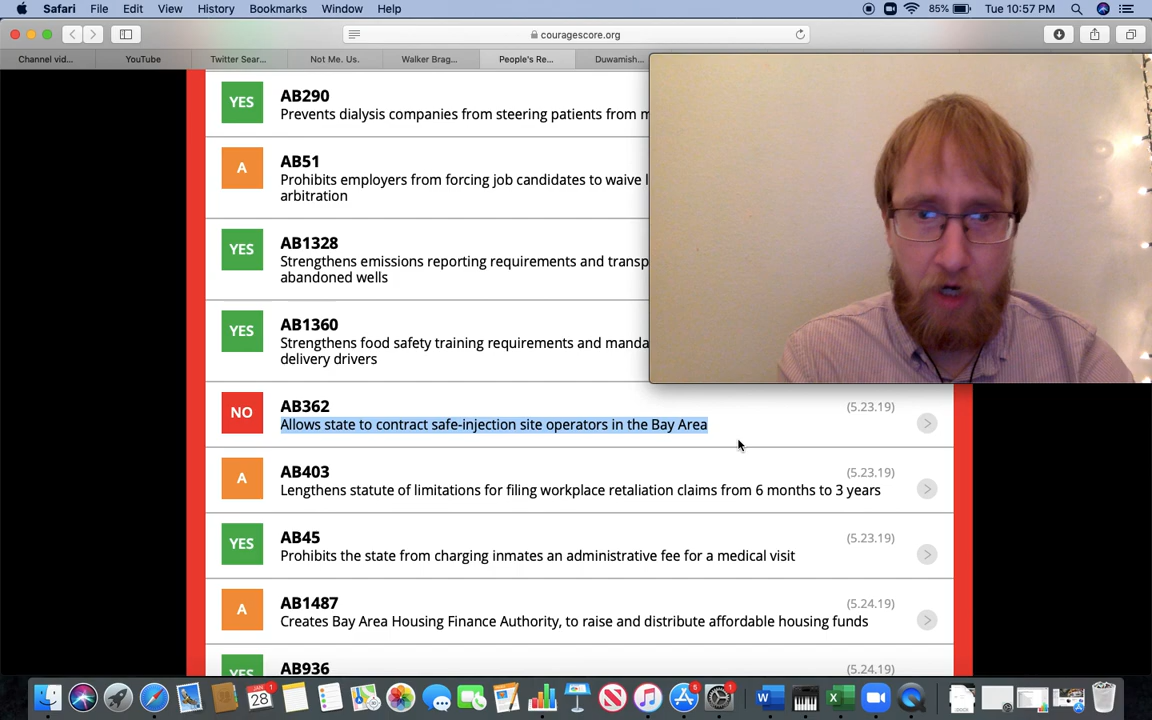 Safari File Edit View History Bookmarks Window Help 85% Tue 10:57 PM
couragescore.org
Channel vid... YouTube Twitter Sear... Not Me. Us. Walker Brag... People's Re... Duwamish...
YES AB290
Prevents dialysis companies from steering patients from m
A AB51
Prohibits employers from forcing job candidates to waive l
arbitration
YES AB1328
Strengthens emissions reporting requirements and transp
abandoned wells
YES AB1360
Strengthens food safety training requirements and manda
delivery drivers
NO AB362 (5.23.19)
Allows state to contract safe-injection site operators in the Bay Area
A AB403 (5.23.19)
Lengthens statute of limitations for filing workplace retaliation claims from 6 months to 3 years
YES AB45 (5.23.19)
Prohibits the state from charging inmates an administrative fee for a medical visit
A AB1487 (5.24.19)
Creates Bay Area Housing Finance Authority, to raise and distribute affordable housing funds
YES AB936 (5.24.19)
JAN 28 1 6 1